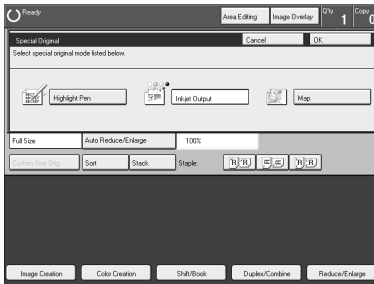 Ready
Area Editing
Image Overlay
Q'ty
1
Copy
0
Special Original
Cancel
OK
Select special original mode listed below.
Highlight Pen
Inkjet Output
Map
Full Size
Auto Reduce/Enlarge
100%
Custom Size Orig.
Sort
Stack
Staple:
Image Creation
Color Creation
Shift/Book
Duplex/Combine
Reduce/Enlarge